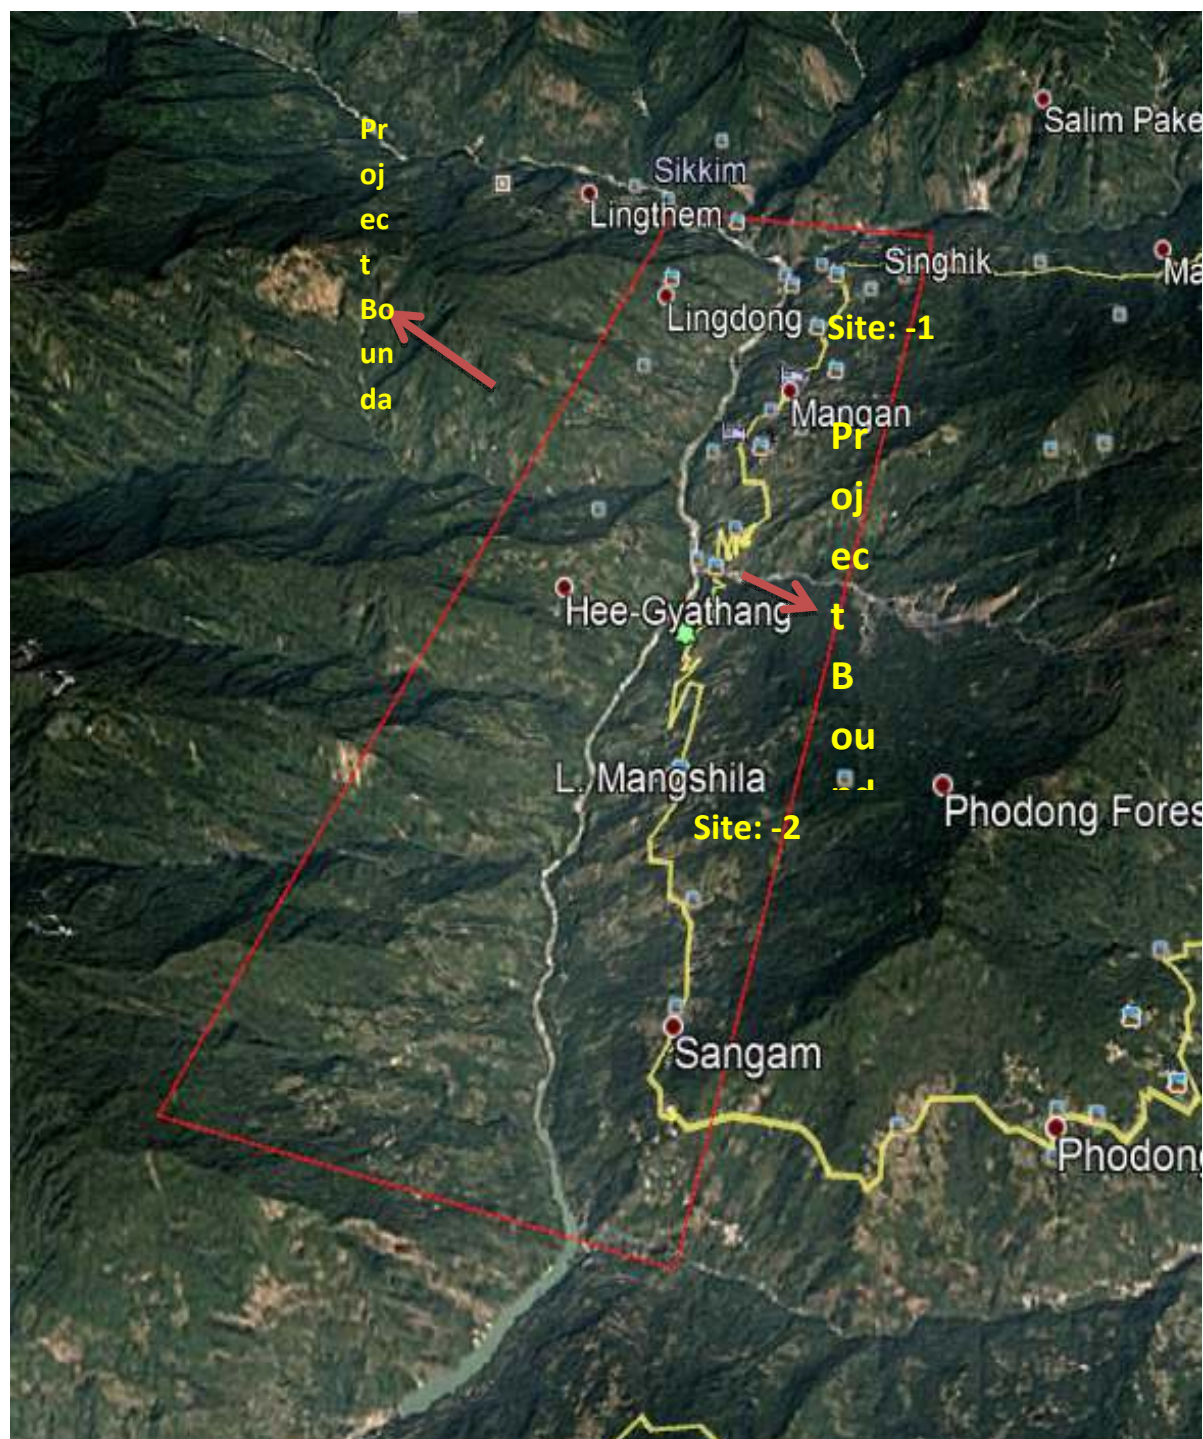 Salim Pake
Sikkim
Lingthem
Singhik
Ma
Lingdong
Site: -1
Mangan
Pr
oj
ec
t
Bo
un
da
Pr
oj
ec
t
B
ou
Hee-Gyathang
L. Mangshila
Phodong Fores
Site: -2
Sangam
Phodong